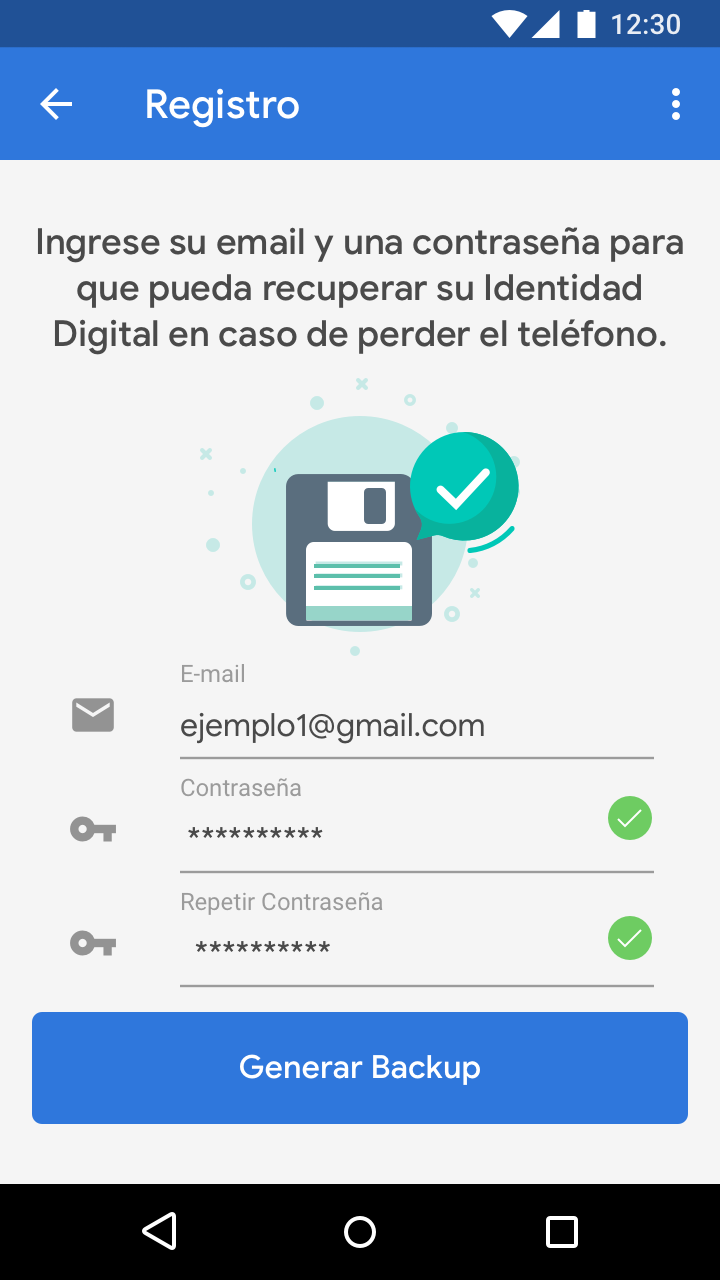 12:30
Registro
Ingrese su email y una contraseña para
que pueda recuperar su Identidad
Digital en caso de perder el teléfono.
E-mail
ejemplo1@gmail.com
Contraseña
**********
Repetir Contraseña
**********
Generar Backup